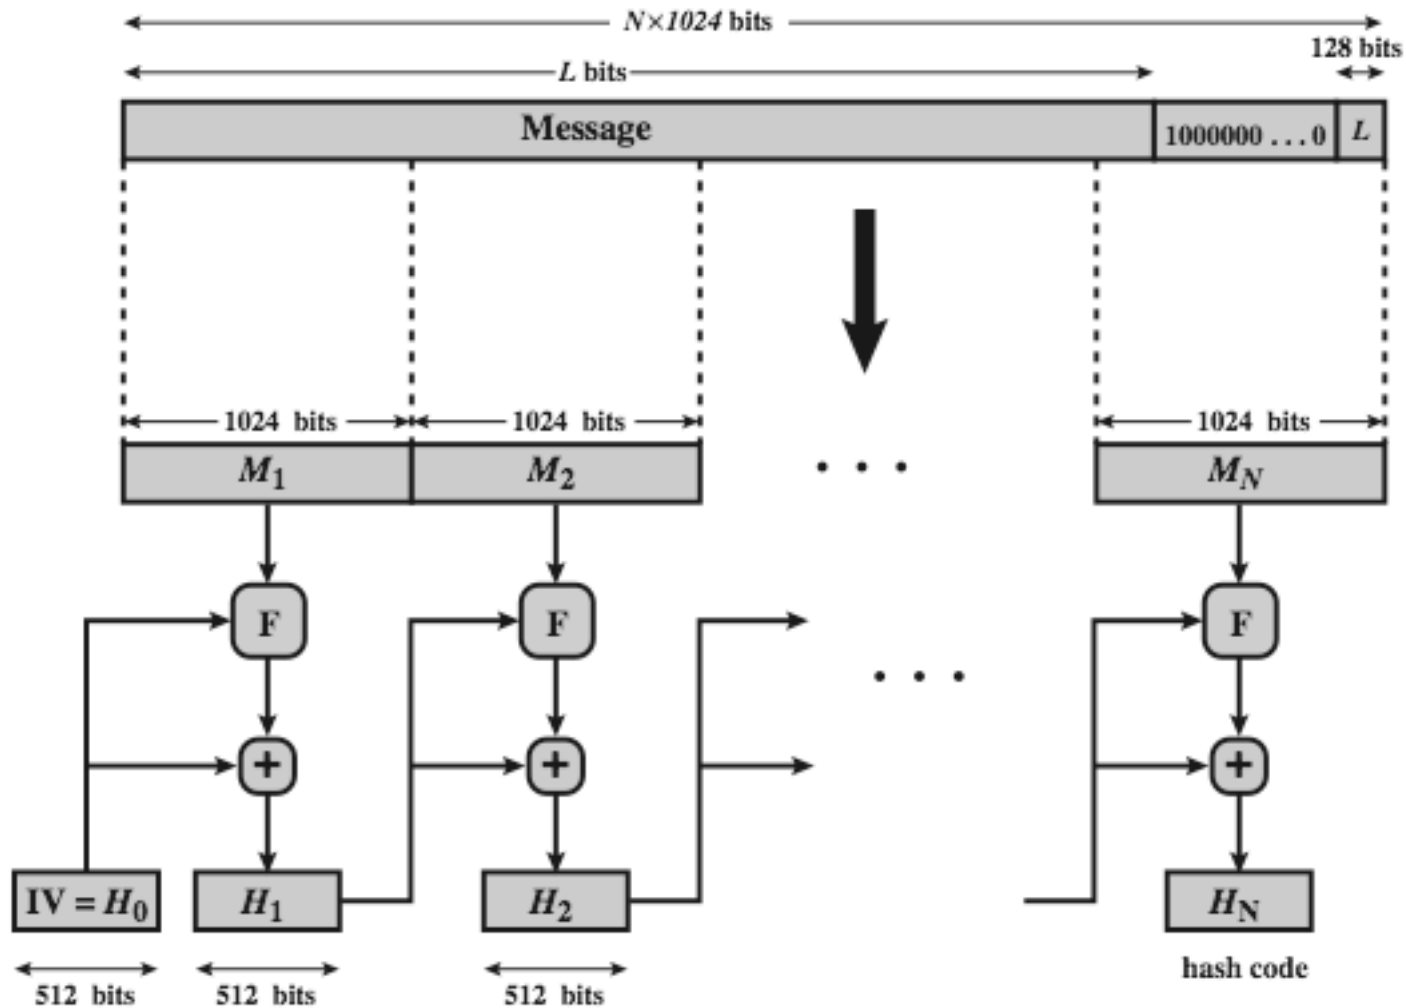 N×1024 bits
128 bits
L bits
Message
1000000 . . . 0
L
1024 bits
1024 bits
1024 bits
M1
M2
. . .
MN
F
F
F
. . .
+
+
+
IV = H0
H1
H2
HN
hash code
512 bits
512 bits
512 bits